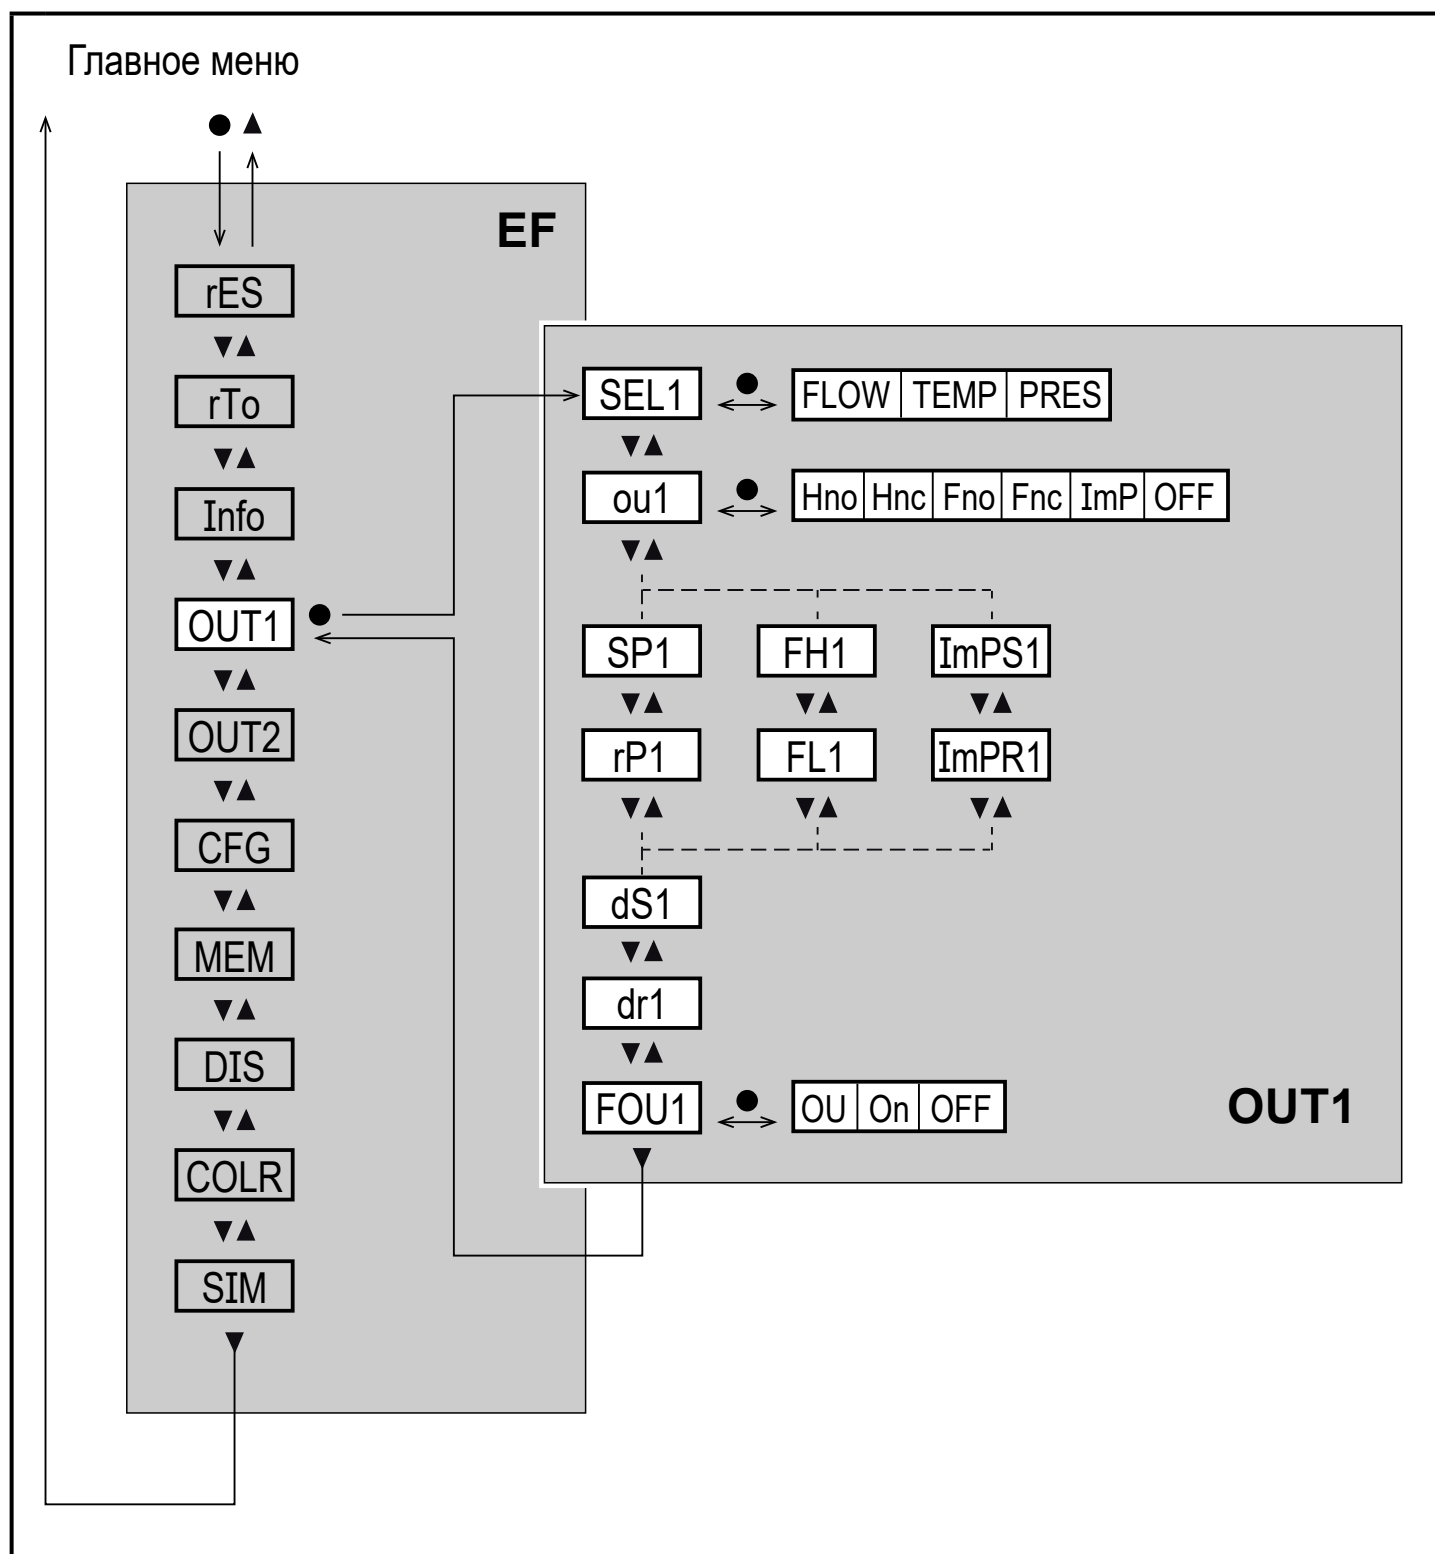 Главное меню
EF
rES
rTo
Info
OUT1
OUT2
CFG
MEM
DIS
COLR
SIM
SEL1 FLOW TEMP PRES
ou1 Hno Hnc Fno Fnc ImP OFF
SP1 FH1 ImPS1
rP1 FL1 ImPR1
dS1
dr1
FOU1 OU On OFF
OUT1